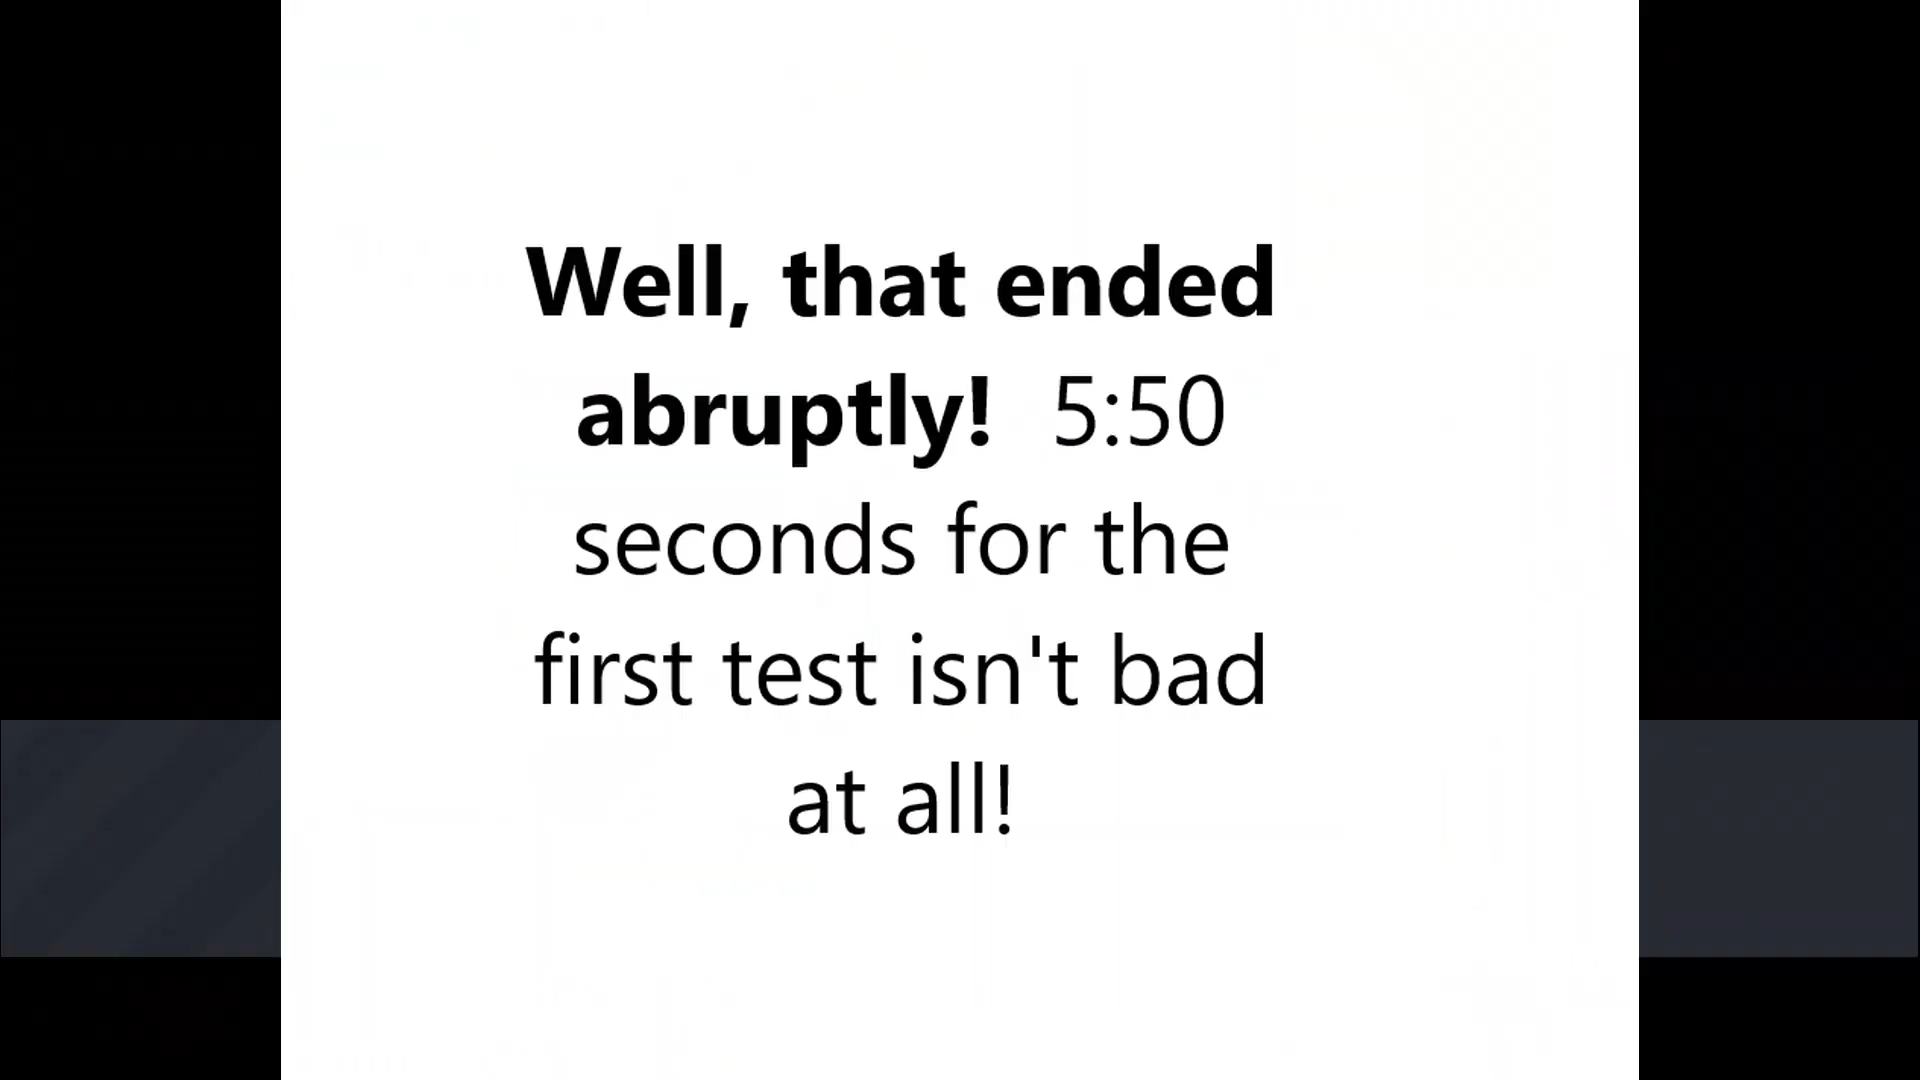 Well, that ended
abruptly!  5:50
seconds for the
first test isn't bad
at all!